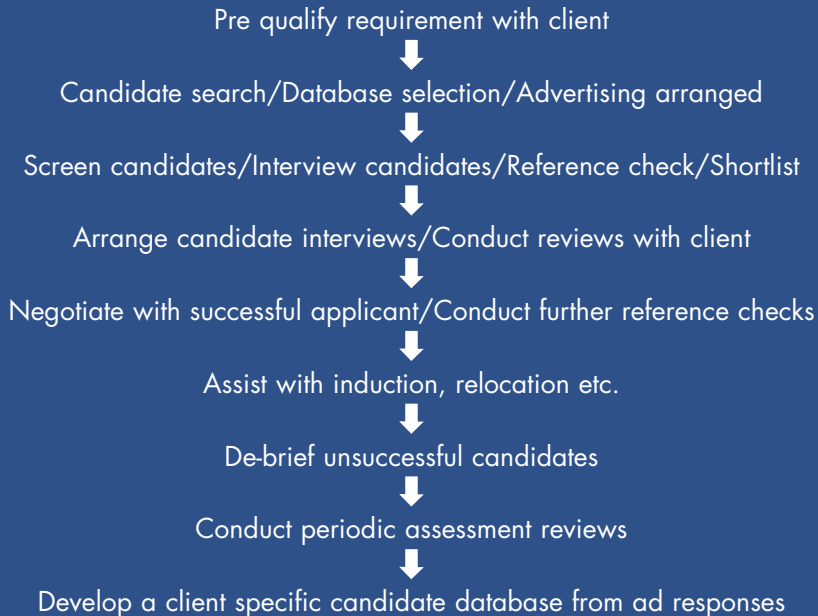 Pre qualify requirement with client
Candidate search/Database selection/Advertising arranged
Screen candidates/Interview candidates/Reference check/Shortlist
Arrange candidate interviews/Conduct reviews with client
Negotiate with successful applicant/Conduct further reference checks
Assist with induction, relocation etc.
De-brief unsuccessful candidates
Conduct periodic assessment reviews
Develop a client specific candidate database from ad responses